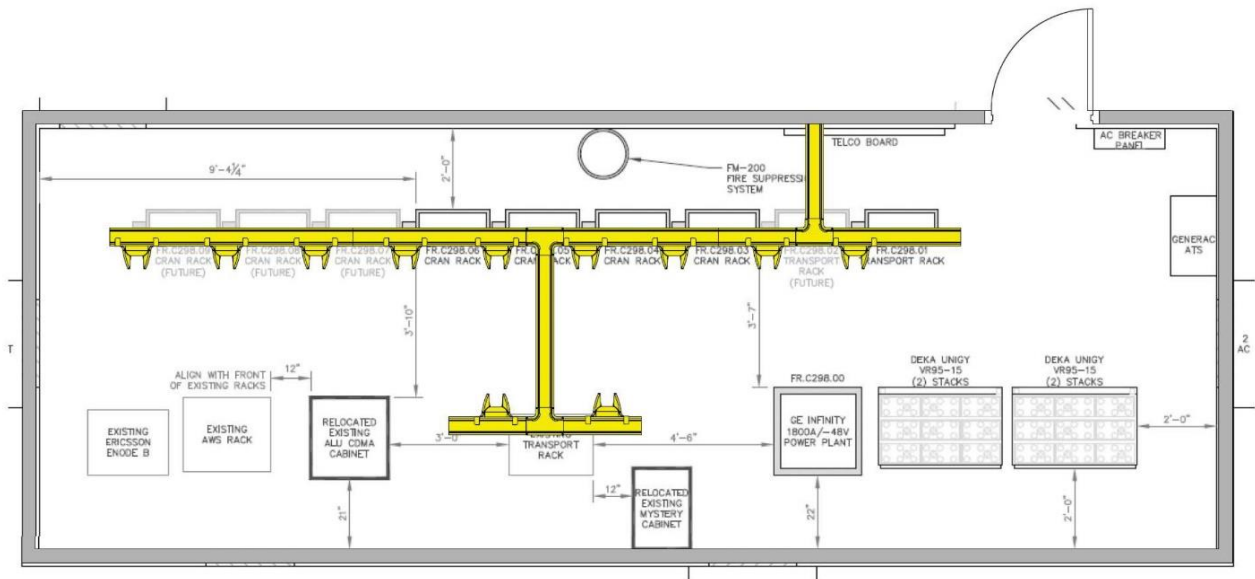 TELCO BOARD
AC BREAKER
PANEL
9'-4¼"
2'-0"
FM-200
FIRE SUPPRESSI
SYSTEM
GENERAC
ATS
FR.C298.09
CRAN RACK
(FUTURE)
CRAN RACK
(FUTURE)
FR.C298.07
CRAN RACK
(FUTURE)
FR.C298.06
CRAN RACK
CRAN RACK
FR.C298.04
CRAN RACK
FR.C298.03
CRAN RACK
FR.C298.02
TRANSPORT
RACK
(FUTURE)
FR.C298.01
TRANSPORT RACK
3'-10"
3'-7"
T
2
AC
ALIGN WITH FRONT
OF EXISTING RACKS
12"
FR.C298.00
DEKA UNIGY
VR95-15
(2) STACKS
DEKA UNIGY
VR95-15
(2) STACKS
EXISTING
ERICSSON
ENODE B
EXISTING
AWS RACK
RELOCATED
EXISTING
ALU CDMA
CABINET
3'-0"
TRANSPORT
RACK
4'-6"
GE INFINITY
1800A/-48V
POWER PLANT
2'-0"
12"
RELOCATED
EXISTING
MYSTERY
CABINET
21"
22"
2'-0"